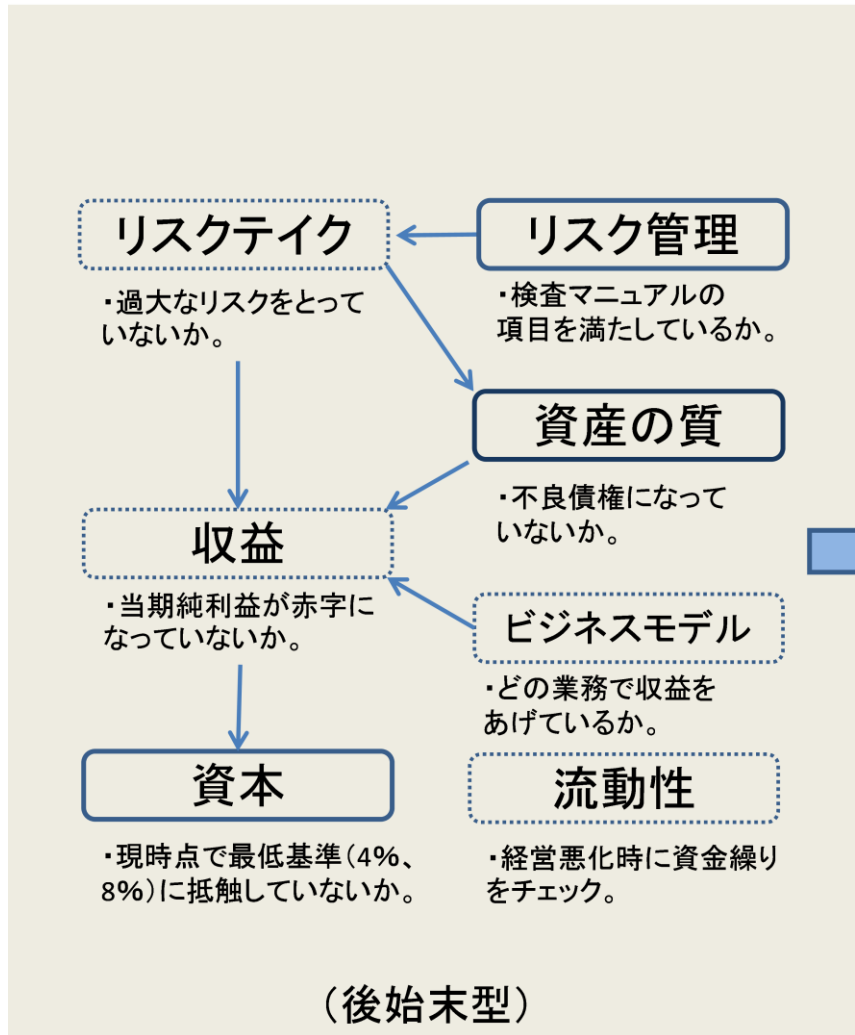 リスクテイク
・過大なリスクをとって
いないか。
リスク管理
・検査マニュアルの
項目を満たしているか。
資産の質
・不良債権になって
いないか。
収益
・当期純利益が赤字に
なっていないか。
ビジネスモデル
・どの業務で収益を
あげているか。
資本
・現時点で最低基準（4%、
8%）に抵触していないか。
流動性
・経営悪化時に資金繰り
をチェック。
（後始末型）